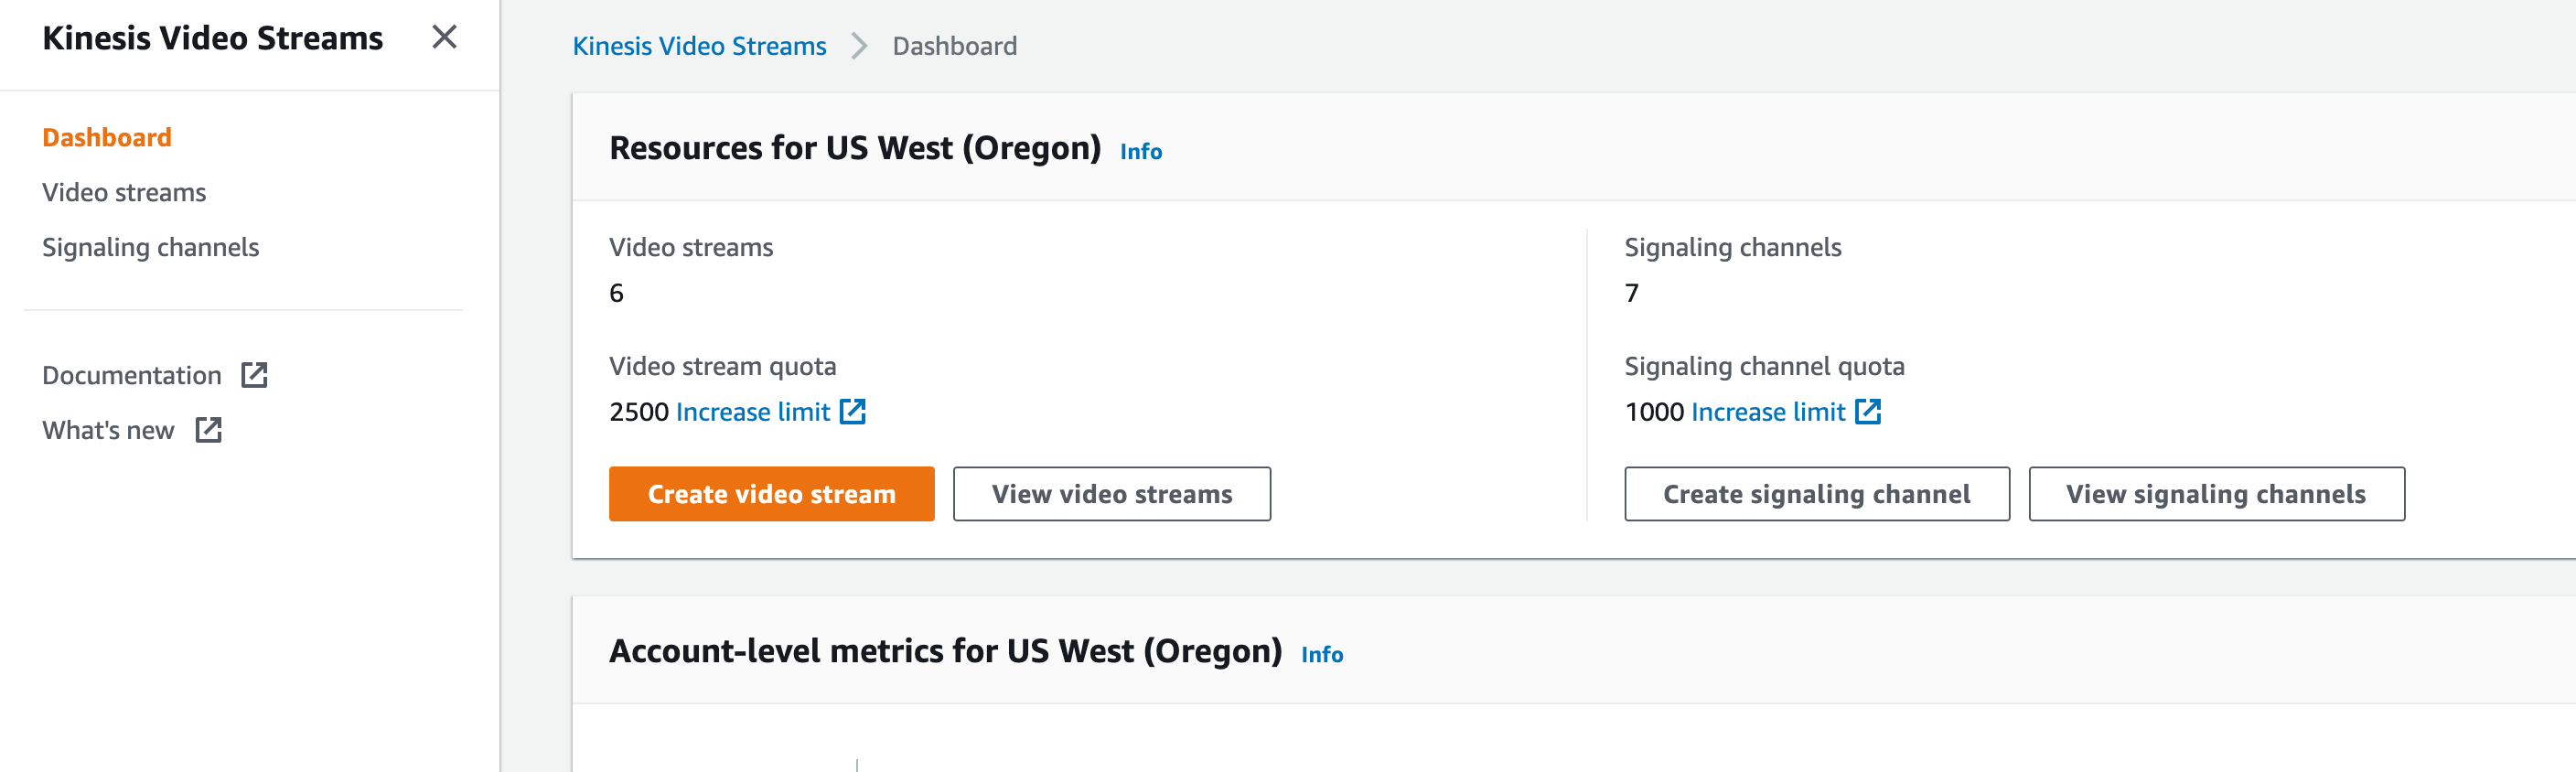 Kinesis Video Streams
Dashboard
Video streams
Signaling channels
Documentation
What's new
Kinesis Video Streams > Dashboard
Resources for US West (Oregon) Info
Video streams
6
Video stream quota
2500 Increase limit
Create video stream View video streams
Signaling channels
7
Signaling channel quota
1000 Increase limit
Create signaling channel View signaling channels
Account-level metrics for US West (Oregon) Info